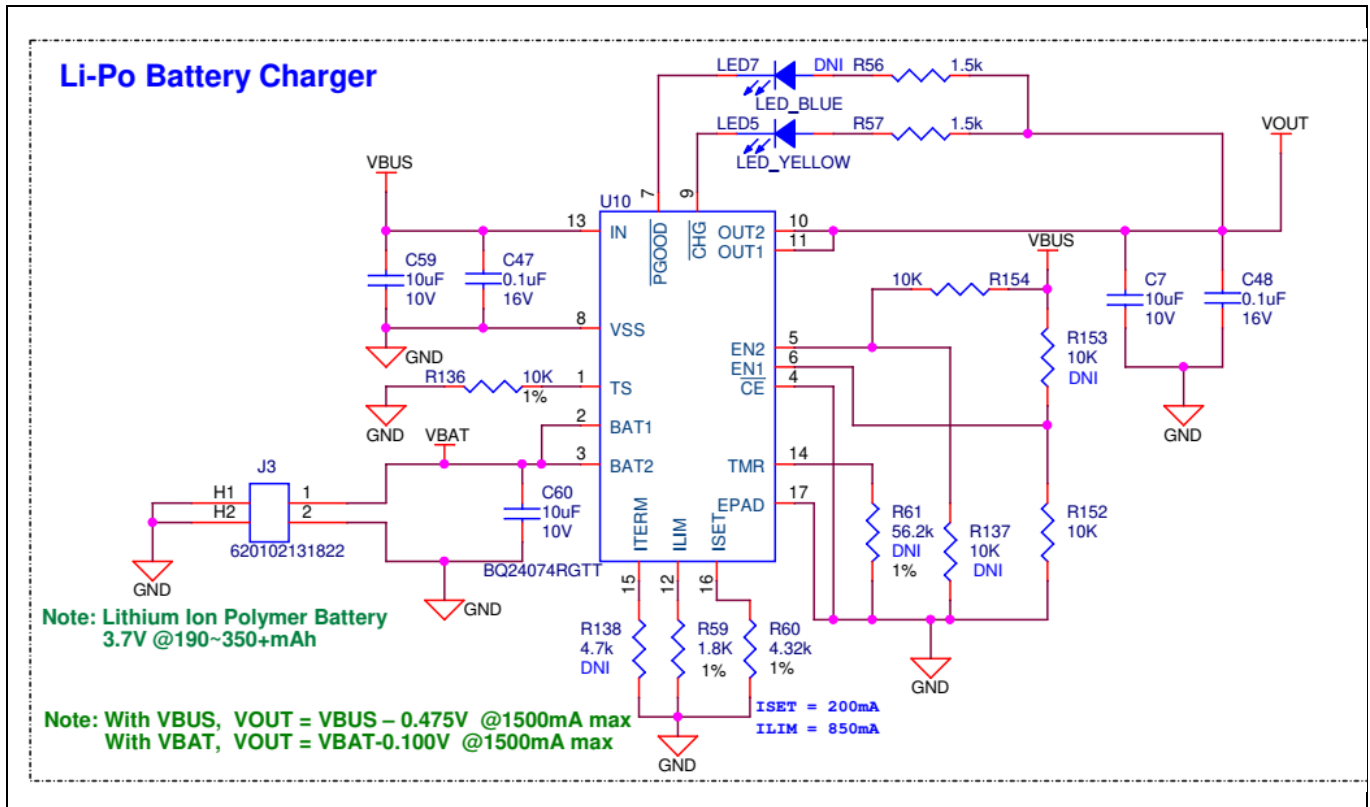 Li-Po Battery Charger
LED7
DNI
R56
1.5k
LED_BLUE
LED5
R57
1.5k
LED_YELLOW
VOUT
VBUS
7
9
U10
13
IN
PGOOD
CHG
OUT2
10
OUT1
11
VBUS
C59
10uF
10V
C47
0.1uF
16V
10K
R154
C7
10uF
10V
C48
0.1uF
16V
8
VSS
GND
EN2
5
EN1
6
CE
4
R153
10K
DNI
R136
10K
1%
1
TS
GND
2
BAT1
GND
VBAT
3
BAT2
TMR
14
J3
H1
H2
1
2
620102131822
C60
10uF
10V
EPAD
17
R61
56.2k
DNI
1%
R137
10K
DNI
R152
10K
ITERM
ILIM
ISET
BQ24074RGTT
15
12
16
GND
GND
Note: Lithium Ion Polymer Battery
3.7V @190~350+mAh
R138
4.7k
DNI
R59
1.8K
1%
R60
4.32k
1%
GND
Note: With VBUS, VOUT = VBUS – 0.475V @1500mA max
With VBAT, VOUT = VBAT-0.100V @1500mA max
ISET = 200mA
ILIM = 850mA
GND